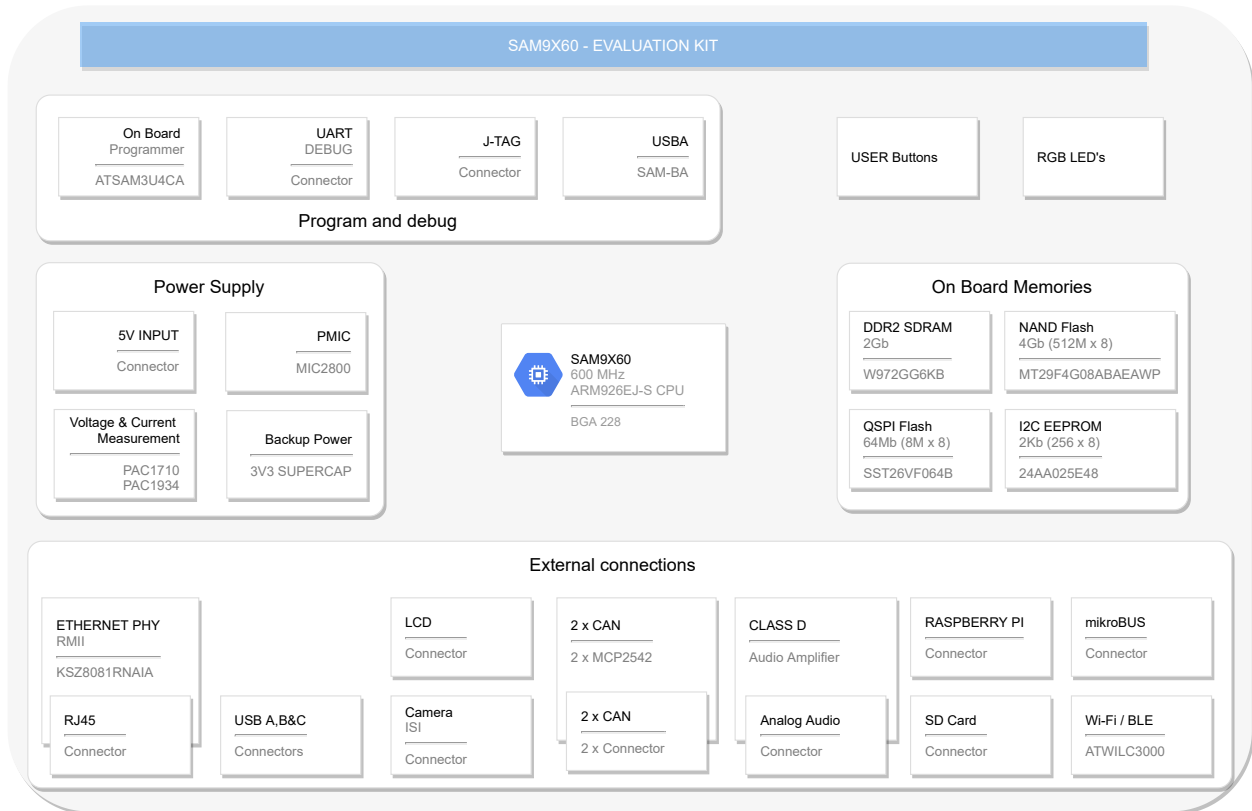 SAM9X60 - EVALUATION KIT
On Board
Programmer
ATSAM3U4CA
UART
DEBUG
Connector
J-TAG
Connector
USBA
SAM-BA
Program and debug
USER Buttons
RGB LED's
Power Supply
5V INPUT
Connector
PMIC
MIC2800
Voltage & Current
Measurement
PAC1710
PAC1934
Backup Power
3V3 SUPERCAP
SAM9X60
600 MHz
ARM926EJ-S CPU
BGA 228
On Board Memories
DDR2 SDRAM
2Gb
W972GG6KB
NAND Flash
4Gb (512M x 8)
MT29F4G08ABAEAWP
QSPI Flash
64Mb (8M x 8)
SST26VF064B
I2C EEPROM
2Kb (256 x 8)
24AA025E48
External connections
ETHERNET PHY
RMII
KSZ8081RNAIA
RJ45
Connector
USB A,B&C
Connectors
LCD
Connector
Camera
ISI
Connector
2 x CAN
2 x MCP2542
2 x CAN
2 x Connector
CLASS D
Audio Amplifier
Analog Audio
Connector
RASPBERRY PI
Connector
SD Card
Connector
mikroBUS
Connector
Wi-Fi / BLE
ATWILC3000